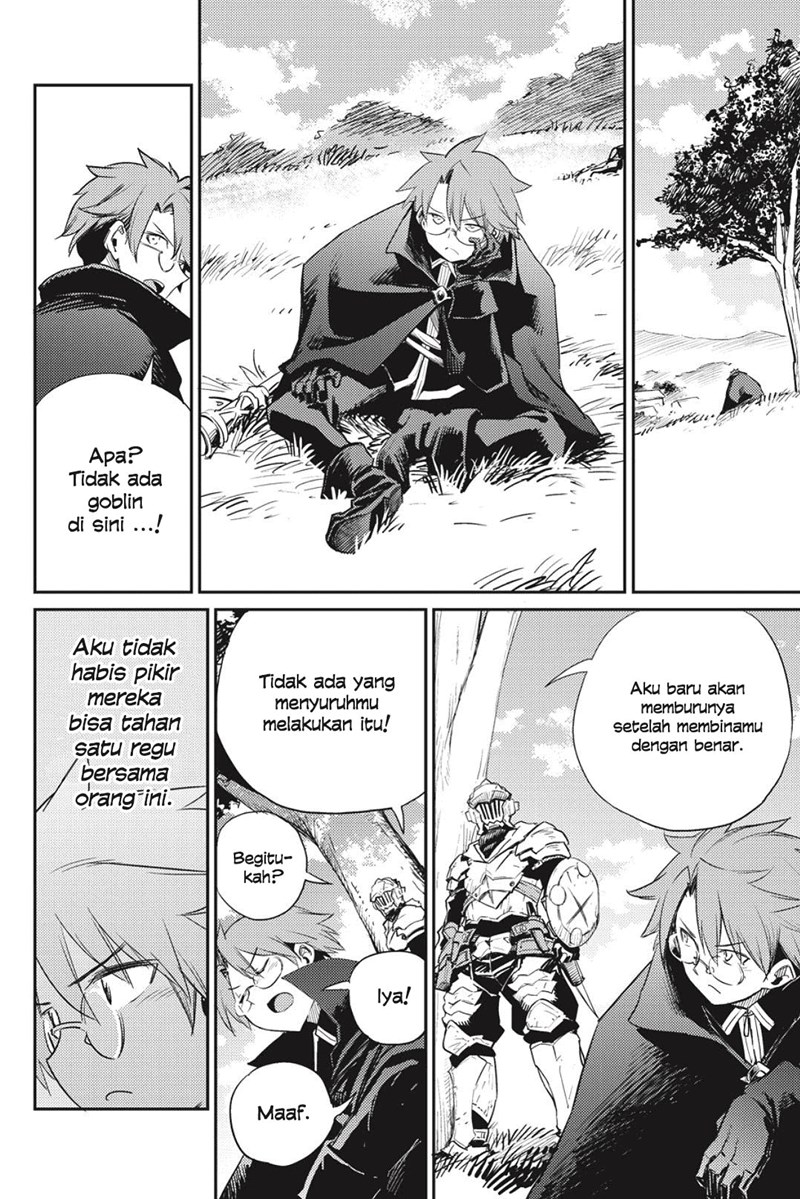 Apa?
Tidak ada
goblin
di sini ...!
Aku baru akan
memburunya
setelah membinamu
dengan benar.
Tidak ada yang
menyuruhmu
melakukan itu!
Begitu-
kah?
Iya!
Maaf.
Aku tidak
habis pikir
mereka
bisa tahan
satu regu
bersama
orang ini.